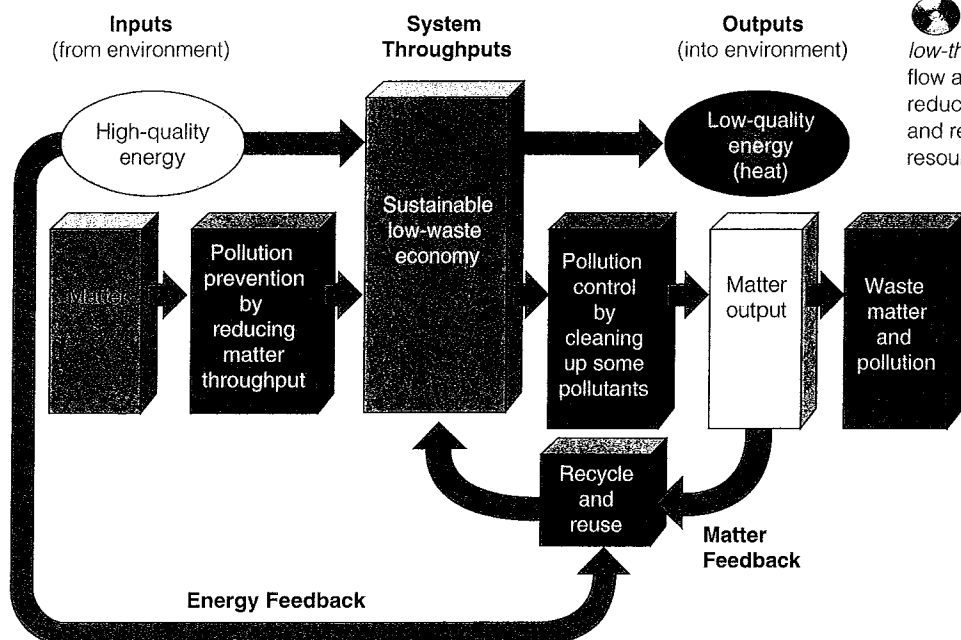 Inputs
(from environment)
System
Throughputs
Outputs
(into environment)
low-th
flow a
reduc
and re
resou
High-quality
energy
Low-quality
energy
(heat)
Sustainable
low-waste
economy
Matter
Pollution
prevention
by
reducing
matter
throughput
Pollution
control
by
cleaning
up some
pollutants
Matter
output
Waste
matter
and
pollution
Recycle
and
reuse
Matter
Feedback
Energy Feedback